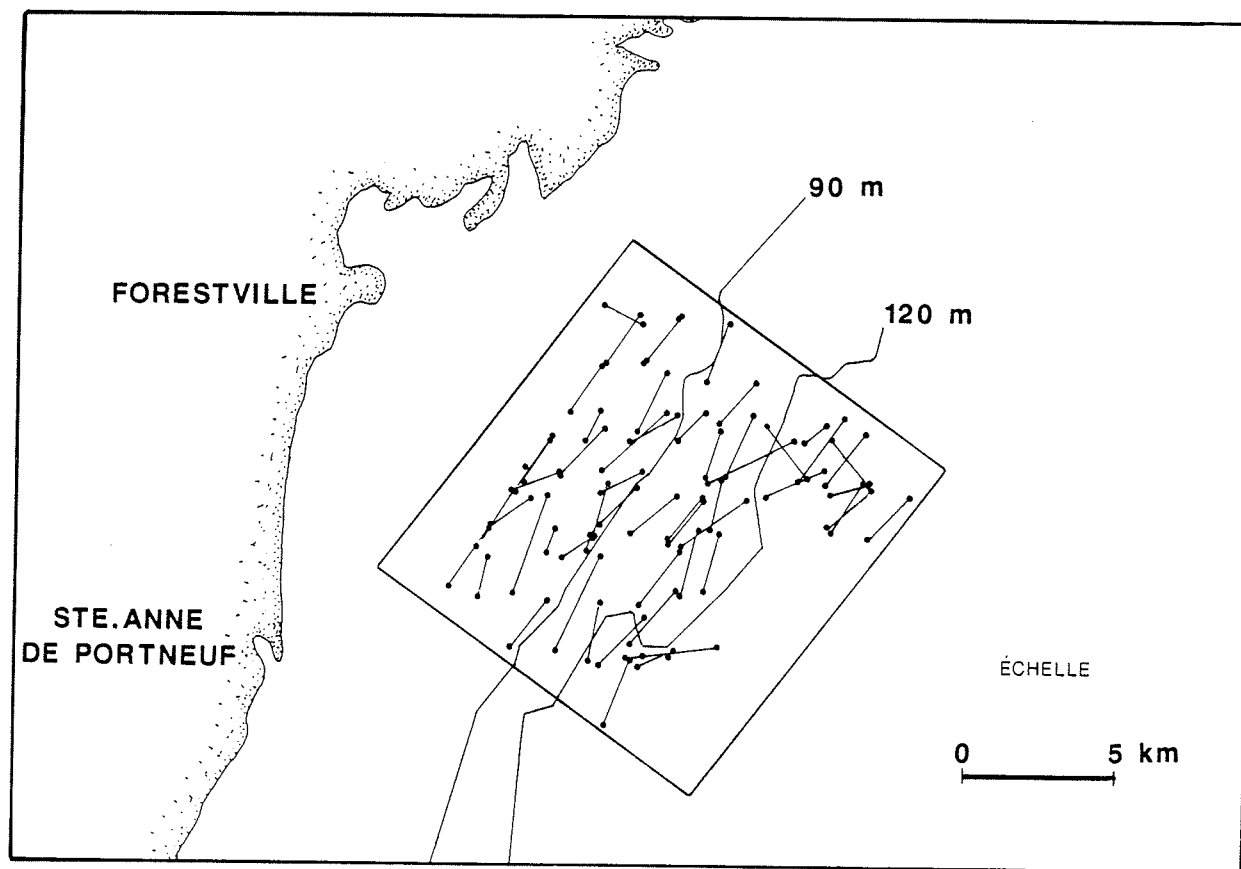 90 m
FORESTVILLE
120 m
STE.ANNE
DE PORTNEUF
ÉCHELLE
0 5 km